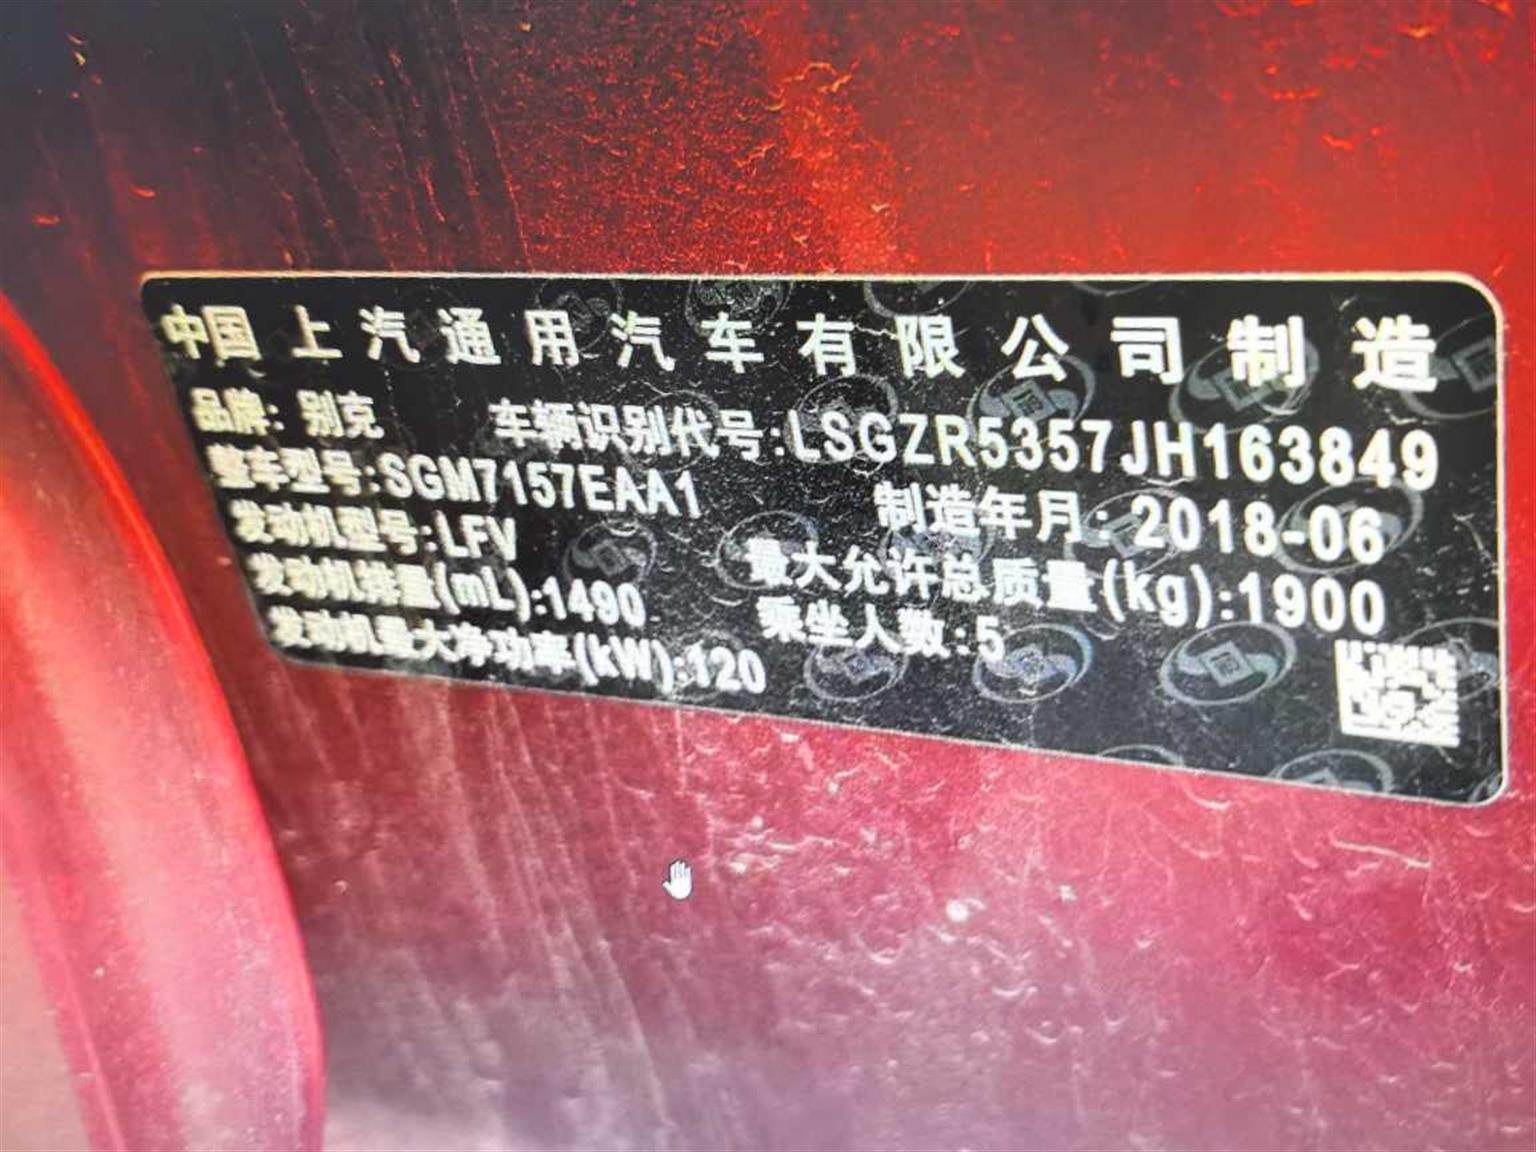 中国上汽通用汽车有限公司制造
品牌:别克 车辆识别代号:LSGZR5357JH163849
整车型号:SGM7157EAA1 制造年月:2018-06
发动机型号:LFV 最大允许总质量(kg):1900
发动机排量(mL):1490 乘坐人数:5
发动机最大净功率(kW):120